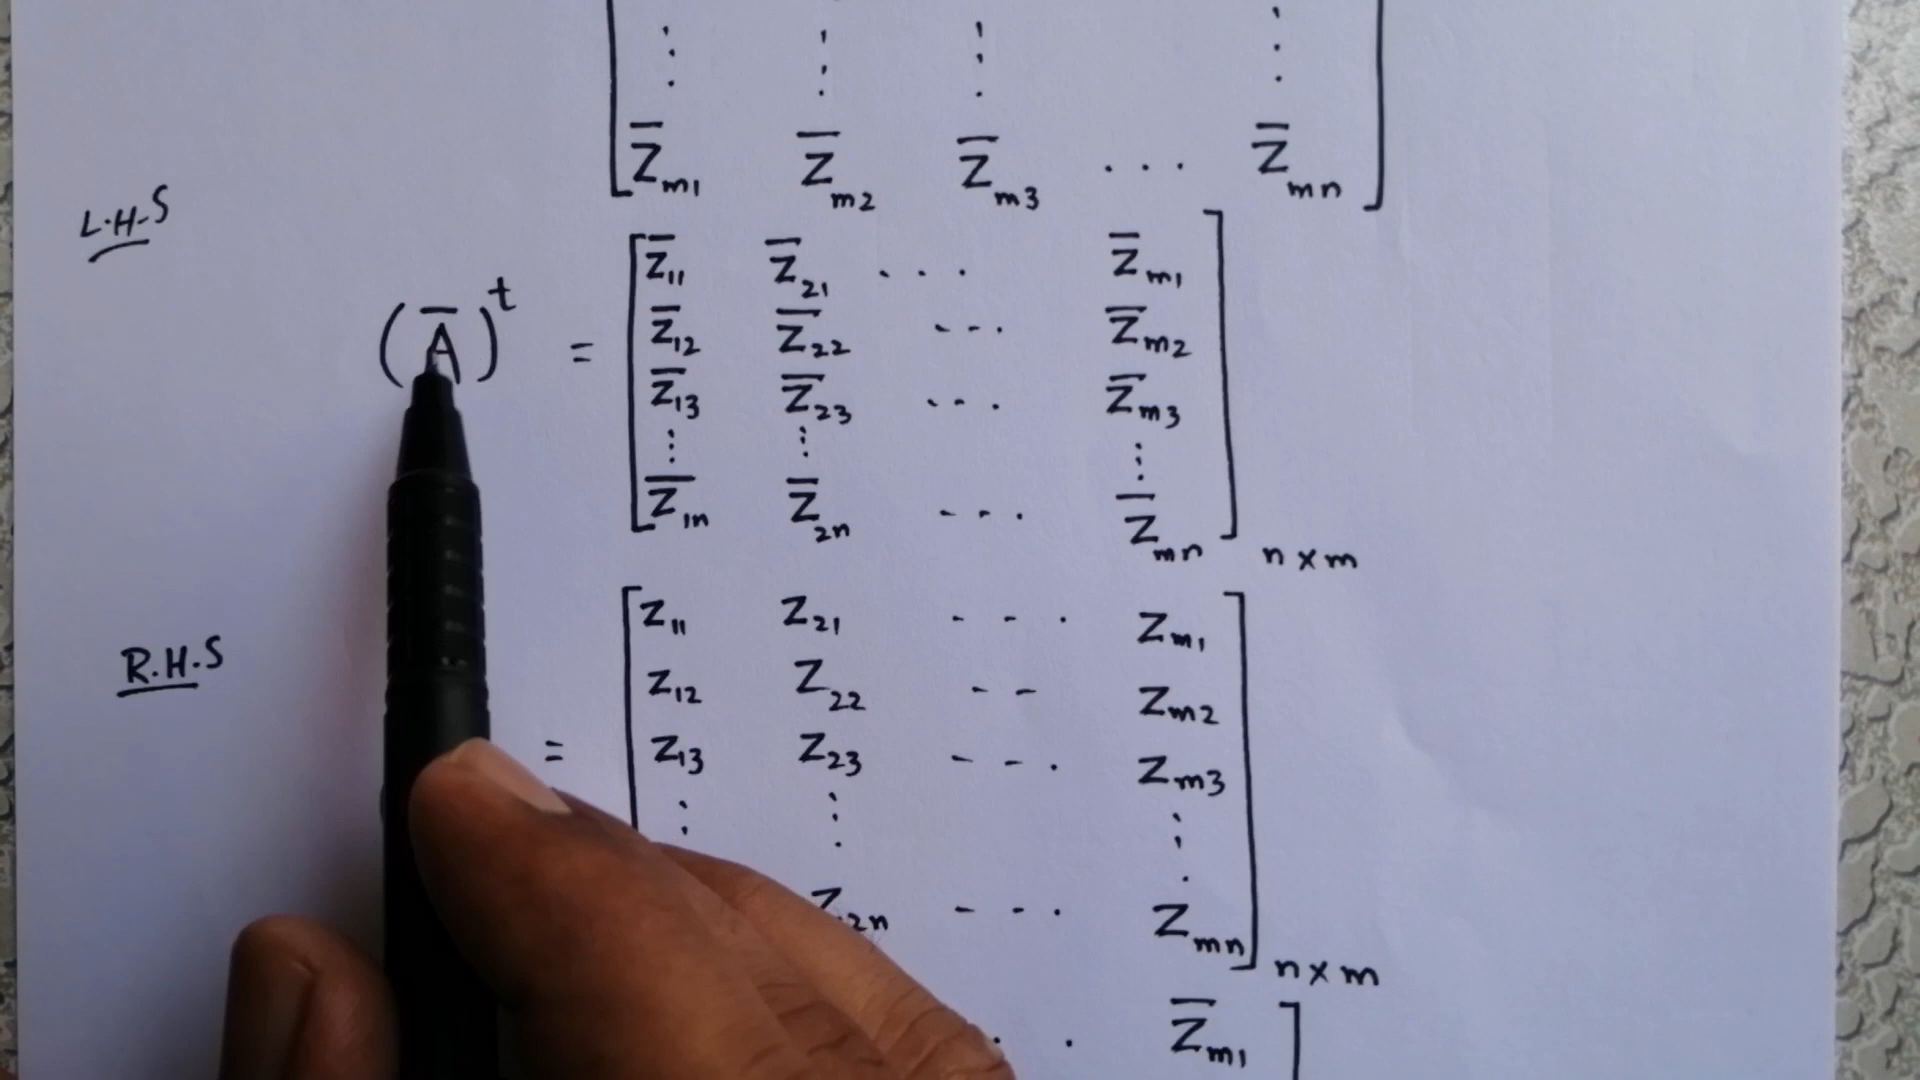 [ ⋮ ⋮ ⋮ ⋮ ]
Z̅m1 Z̅m2 Z̅m3 ... Z̅mn
L.H.S
(A̅)ᵗ = [ Z̅11 Z̅21 ... Z̅m1
Z̅12 Z̅22 --. Z̅m2
Z̅13 Z̅23 --. Z̅m3
⋮ ⋮ ⋮
Z̅1n Z̅2n --. Z̅mn ] n×m
R.H.S
= [ Z11 Z21 --. Zm1
Z12 Z22 -- Zm2
Z13 Z23 --. Zm3
⋮ ⋮ ⋮
Z2n --. Zmn ] n×m
. . Z̅m1 ]